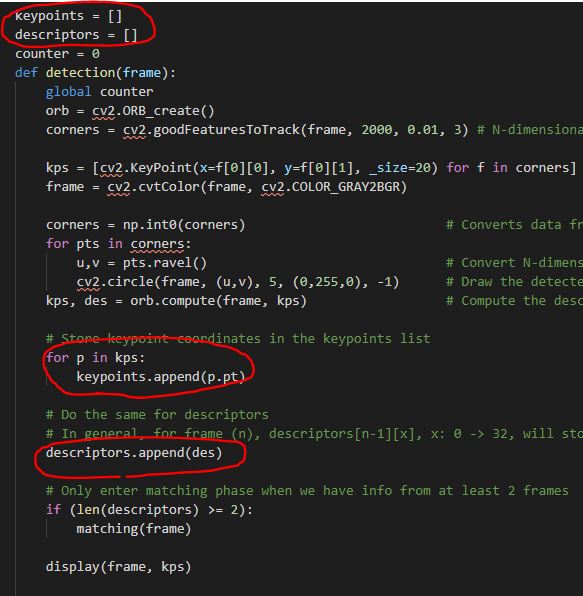 keypoints = []
descriptors = []
counter = 0
def detection(frame):
global counter
orb = cv2.ORB_create()
corners = cv2.goodFeaturesToTrack(frame, 2000, 0.01, 3) # N-dimensiona
kps = [cv2.KeyPoint(x=f[0][0], y=f[0][1], _size=20) for f in corners]
frame = cv2.cvtColor(frame, cv2.COLOR_GRAY2BGR)
corners = np.int0(corners) # Converts data fr
for pts in corners:
u,v = pts.ravel() # Convert N-dimens
cv2.circle(frame, (u,v), 5, (0,255,0), -1) # Draw the detecte
kps, des = orb.compute(frame, kps) # Compute the desc
# Store keypoint coordinates in the keypoints list
for p in kps:
keypoints.append(p.pt)
# Do the same for descriptors
# In general, for frame (n), descriptors[n-1][x], x: 0 -> 32, will sto
descriptors.append(des)
# Only enter matching phase when we have info from at least 2 frames
if (len(descriptors) >= 2):
matching(frame)
display(frame, kps)